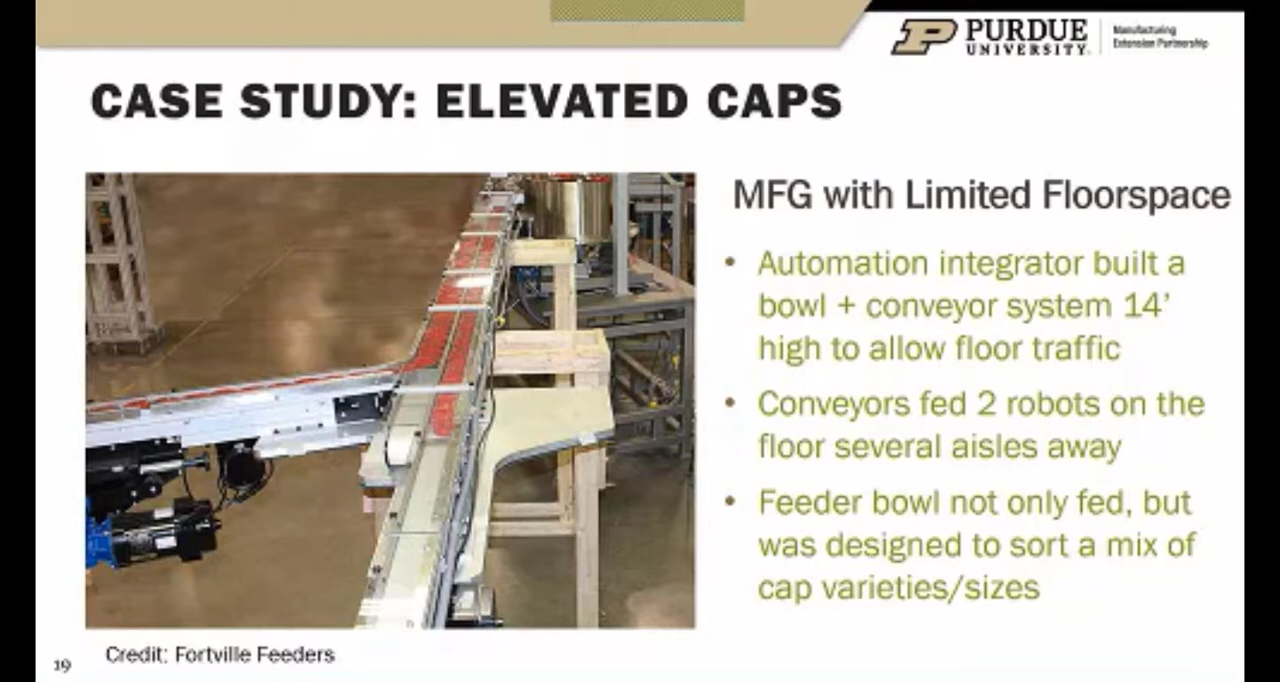 PURDUE
UNIVERSITY
Manufacturing
Extension Partnership
CASE STUDY: ELEVATED CAPS
MFG with Limited Floorspace
• Automation integrator built a
bowl + conveyor system 14’
high to allow floor traffic
• Conveyors fed 2 robots on the
floor several aisles away
• Feeder bowl not only fed, but
was designed to sort a mix of
cap varieties/sizes
Credit: Fortville Feeders
19